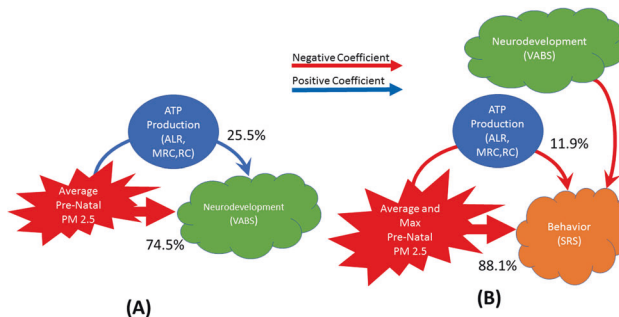 Negative Coefficient
Positive Coefficient
Neurodevelopment
(VABS)
ATP
Production
(ALR,
MRC,RC)
25.5%
Average
Pre-Natal
PM 2.5
Neurodevelopment
(VABS)
74.5%
(A)
ATP
Production
(ALR,
MRC,RC)
11.9%
Average and
Max
Pre-Natal
PM 2.5
Behavior
(SRS)
88.1%
(B)